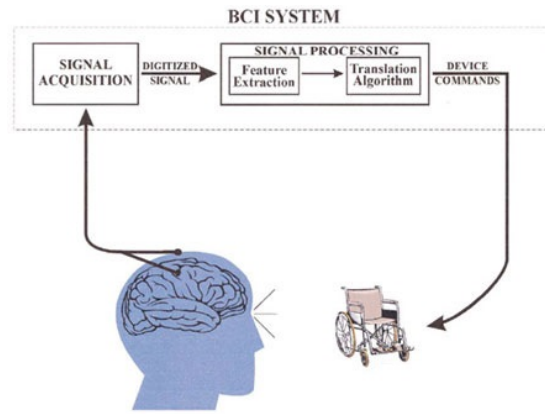 BCI SYSTEM
SIGNAL
ACQUISITION
DIGITIZED
SIGNAL
SIGNAL PROCESSING
Feature
Extraction
Translation
Algorithm
DEVICE
COMMANDS